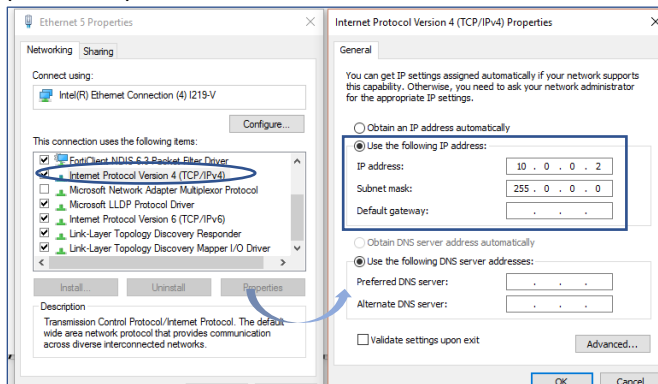 Ethernet 5 Properties
Networking Sharing
Connect using:
Intel(R) Ethernet Connection (4) I219-V
Configure...
This connection uses the following items:
FortiClient NDIS 6.3 Packet Filter Driver
Internet Protocol Version 4 (TCP/IPv4)
Microsoft Network Adapter Multiplexor Protocol
Microsoft LLDP Protocol Driver
Internet Protocol Version 6 (TCP/IPv6)
Link-Layer Topology Discovery Responder
Link-Layer Topology Discovery Mapper I/O Driver
Install... Uninstall Properties
Description
Transmission Control Protocol/Internet Protocol. The default
wide area network protocol that provides communication
across diverse interconnected networks.
Internet Protocol Version 4 (TCP/IPv4) Properties
General
You can get IP settings assigned automatically if your network supports
this capability. Otherwise, you need to ask your network administrator
for the appropriate IP settings.
Obtain an IP address automatically
Use the following IP address:
IP address: 10 . 0 . 0 . 2
Subnet mask: 255 . 0 . 0 . 0
Default gateway: . . .
Obtain DNS server address automatically
Use the following DNS server addresses:
Preferred DNS server: . . .
Alternate DNS server: . . .
Validate settings upon exit
Advanced...
OK Cancel